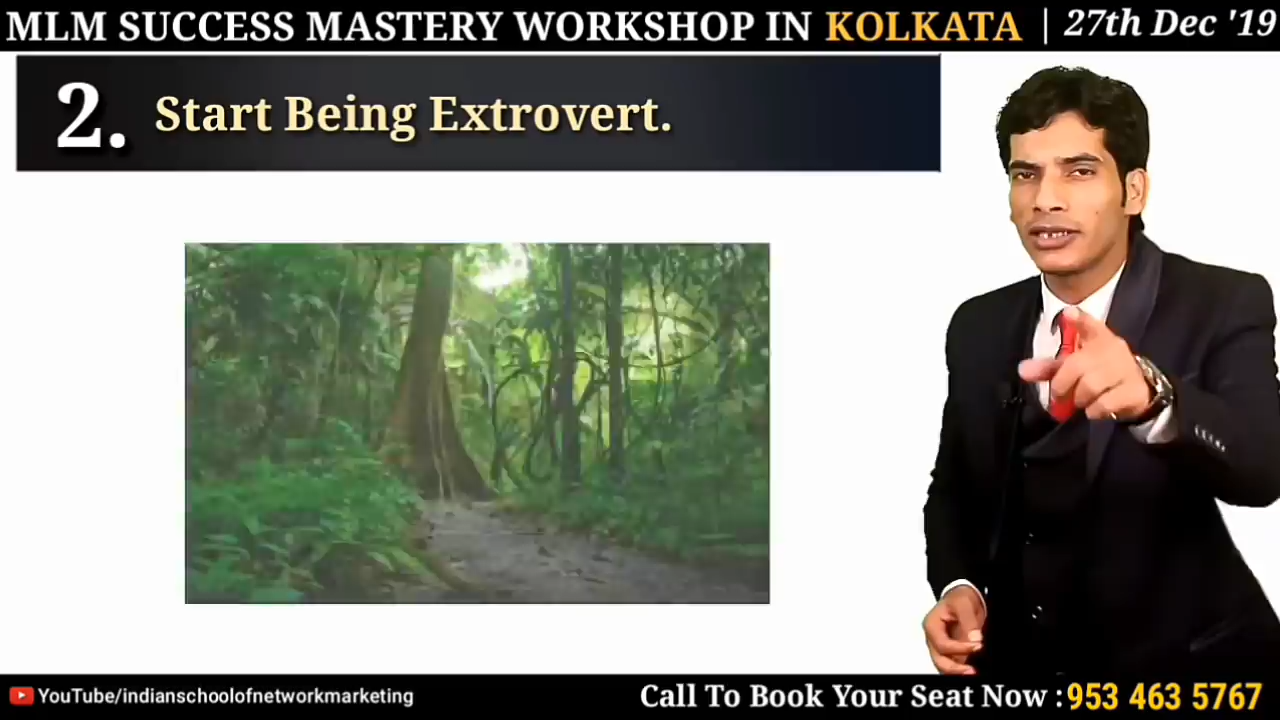 MLM SUCCESS MASTERY WORKSHOP IN KOLKATA | 27th Dec '19
2. Start Being Extrovert.
YouTube/indianschoolofnetworkmarketing
Call To Book Your Seat Now : 953 463 5767